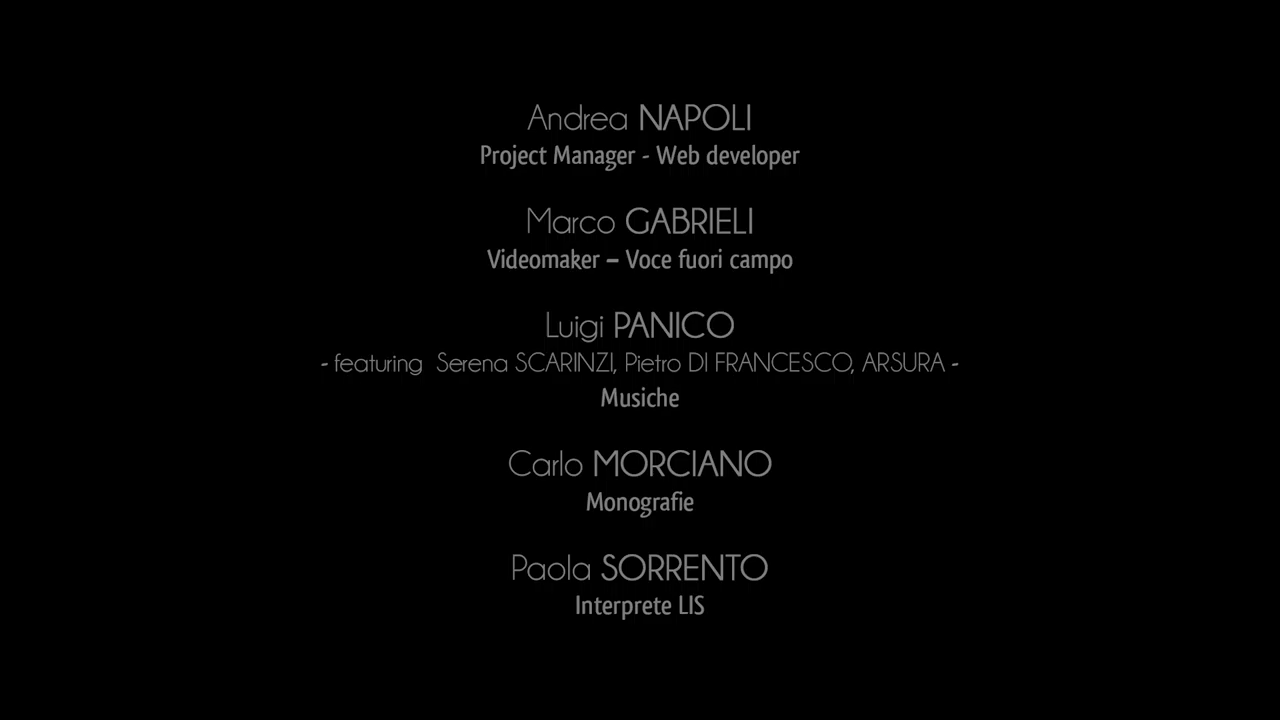 Andrea NAPOLI
Project Manager - Web developer
Marco GABRIELI
Videomaker – Voce fuori campo
Luigi PANICO
- featuring Serena SCARINZI, Pietro DI FRANCESCO, ARSURA -
Musiche
Carlo MORCIANO
Monografie
Paola SORRENTO
Interprete LIS